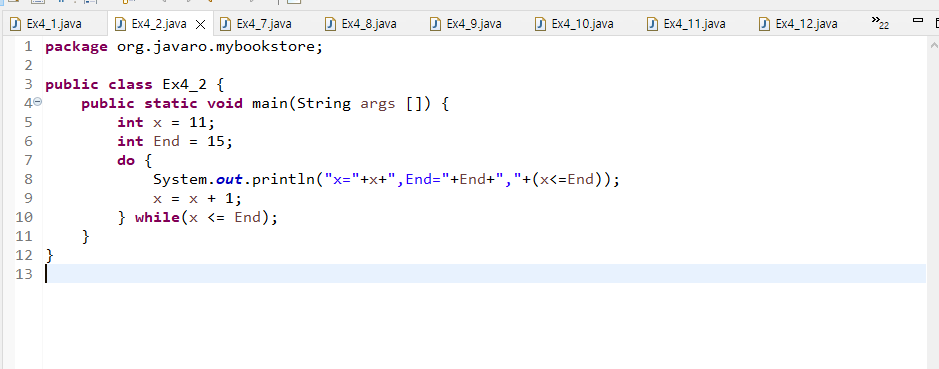 Ex4_1.java Ex4_2.java Ex4_7.java Ex4_8.java Ex4_9.java Ex4_10.java Ex4_11.java Ex4_12.java »22
1 package org.javaro.mybookstore;
2
3 public class Ex4_2 {
4 public static void main(String args []) {
5 int x = 11;
6 int End = 15;
7 do {
8 System.out.println("x="+x+",End="+End+","+(x<=End));
9 x = x + 1;
10 } while(x <= End);
11 }
12 }
13